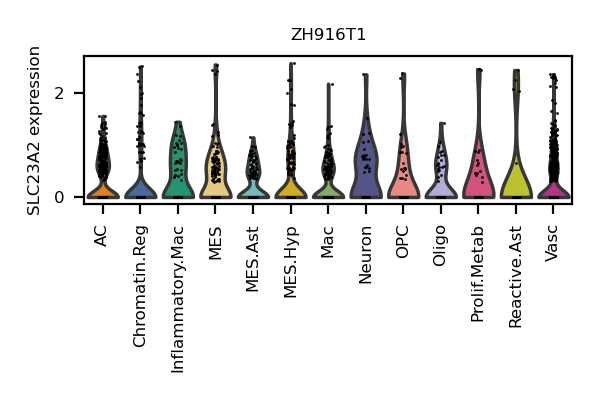 ZH916T1
SLC23A2 expression
2
0
AC
Chromatin.Reg
Inflammatory.Mac
MES
MES.Ast
MES.Hyp
Mac
Neuron
OPC
Oligo
Prolif.Metab
Reactive.Ast
Vasc